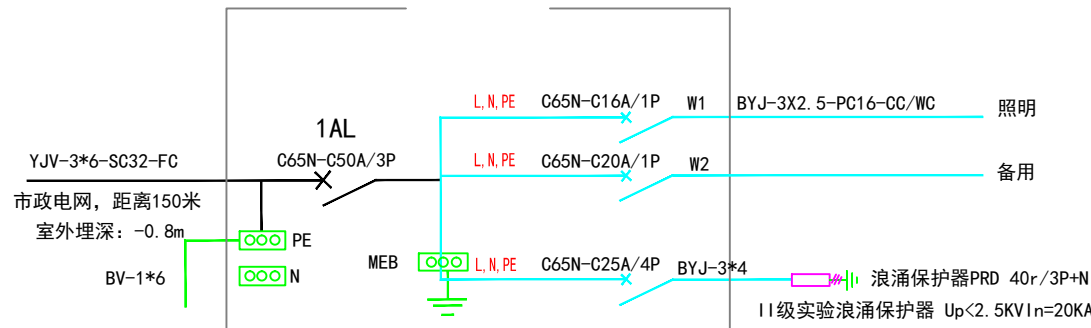 L,N,PE C65N-C16A/1P W1 BYJ-3X2.5-PC16-CC/WC 照明
1AL
YJV-3*6-SC32-FC C65N-C50A/3P L,N,PE C65N-C20A/1P W2 备用
市政电网，距离150米
室外埋深：-0.8m PE
BV-1*6 N MEB L,N,PE C65N-C25A/4P BYJ-3*4 浪涌保护器PRD 40r/3P+N
II级实验浪涌保护器 Up<2.5KVIn=20KA